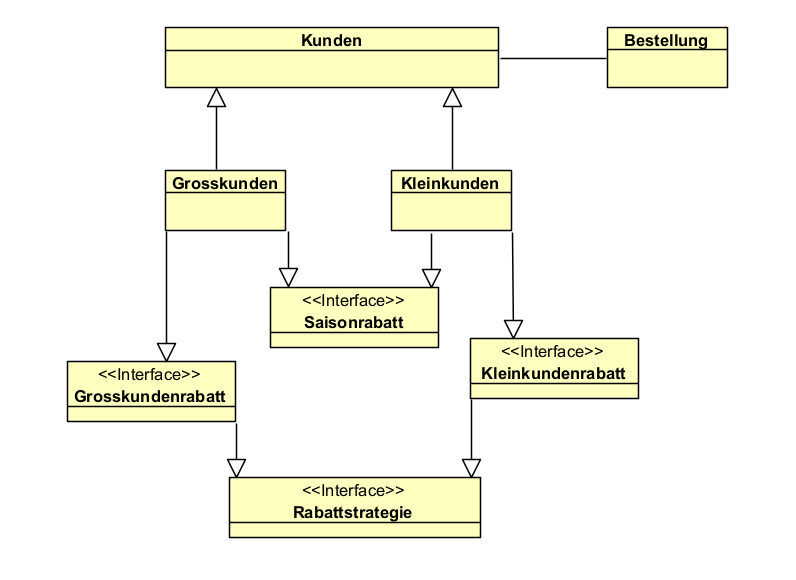 Kunden
Bestellung
Grosskunden
Kleinkunden
<<Interface>>
Saisonrabatt
<<Interface>>
Kleinkundenrabatt
<<Interface>>
Grosskundenrabatt
<<Interface>>
Rabattstrategie